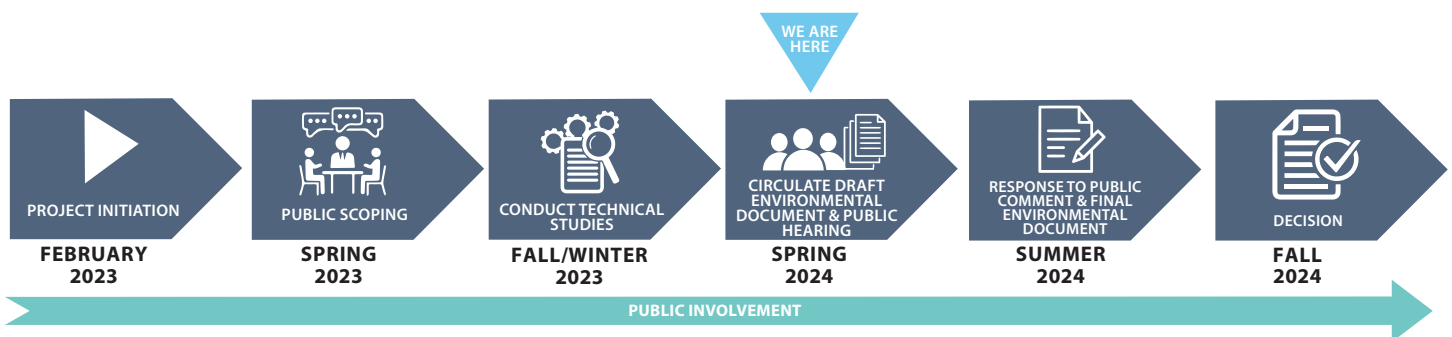 WE ARE
HERE
PROJECT INITIATION
PUBLIC SCOPING
CONDUCT TECHNICAL
STUDIES
CIRCULATE DRAFT
ENVIRONMENTAL
DOCUMENT & PUBLIC
HEARING
RESPONSE TO PUBLIC
COMMENT & FINAL
ENVIRONMENTAL
DOCUMENT
DECISION
FEBRUARY
2023
SPRING
2023
FALL/WINTER
2023
SPRING
2024
SUMMER
2024
FALL
2024
PUBLIC INVOLVEMENT